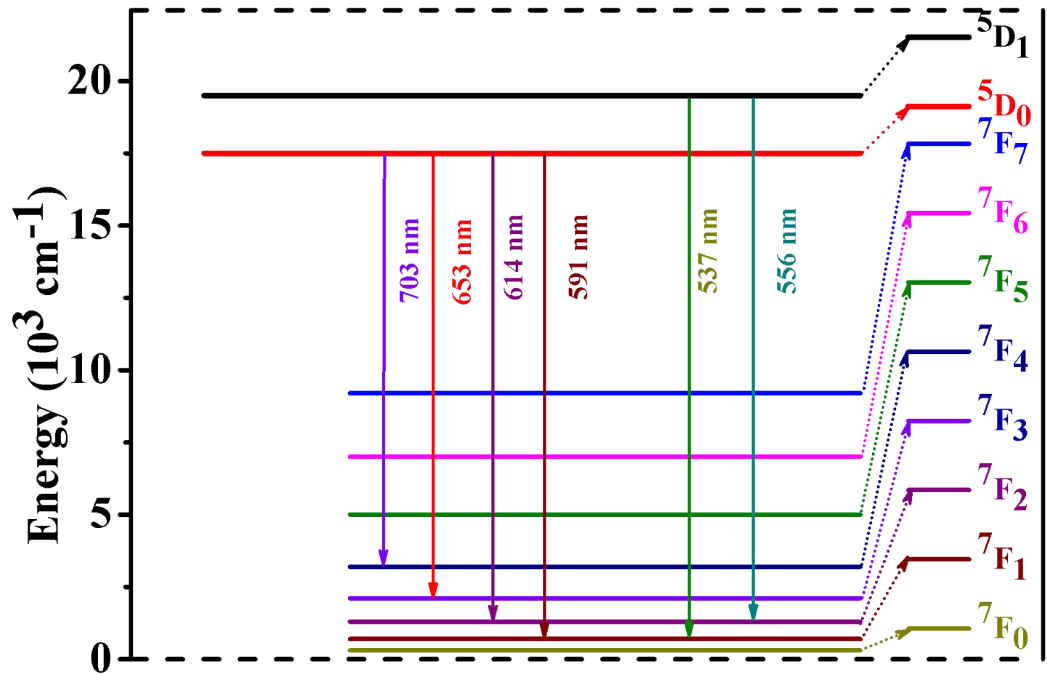 Energy (10³ cm⁻¹)
20
15
10
5
0
703 nm
653 nm
614 nm
591 nm
537 nm
556 nm
⁵D₁
⁵D₀
⁷F₇
⁷F₆
⁷F₅
⁷F₄
⁷F₃
⁷F₂
⁷F₁
⁷F₀